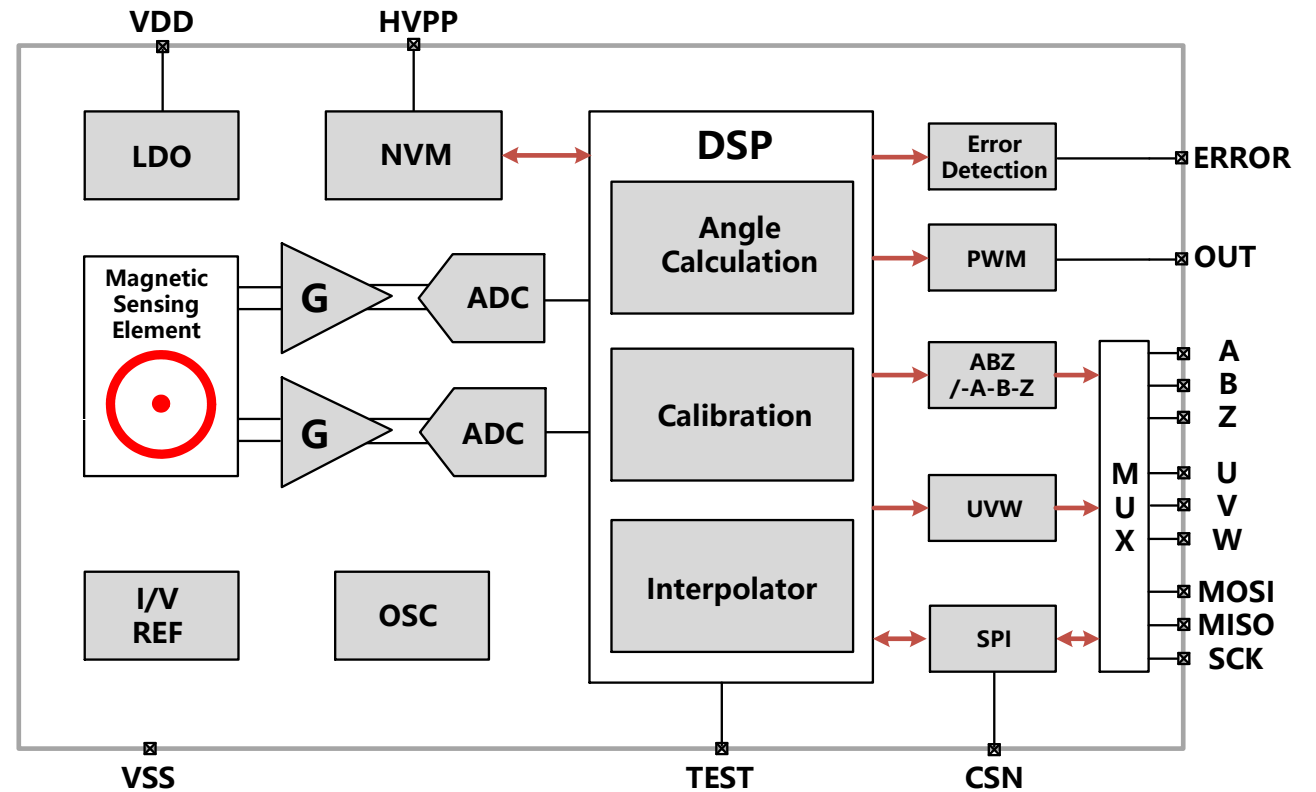 VDD
HVPP
LDO
NVM
DSP
Error
Detection
ERROR
Angle
Calculation
PWM
OUT
Magnetic
Sensing
Element
G
ADC
G
ADC
Calibration
ABZ
/-A-B-Z
A
B
Z
UVW
M
U
X
U
V
W
I/V
REF
OSC
Interpolator
SPI
MOSI
MISO
SCK
VSS
TEST
CSN